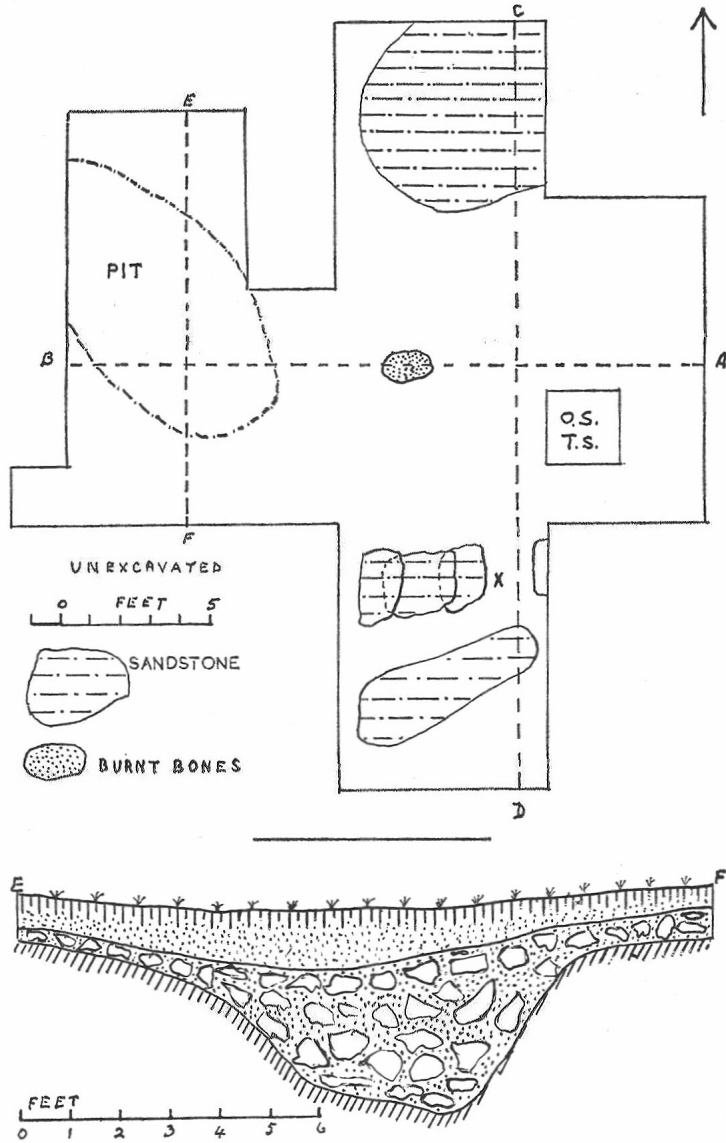 C
E
PIT
B
A
O.S.
T.S.
F
UNEXCAVATED
0 FEET 5
X
SANDSTONE
BURNT BONES
D
E
F
FEET
0 1 2 3 4 5 6